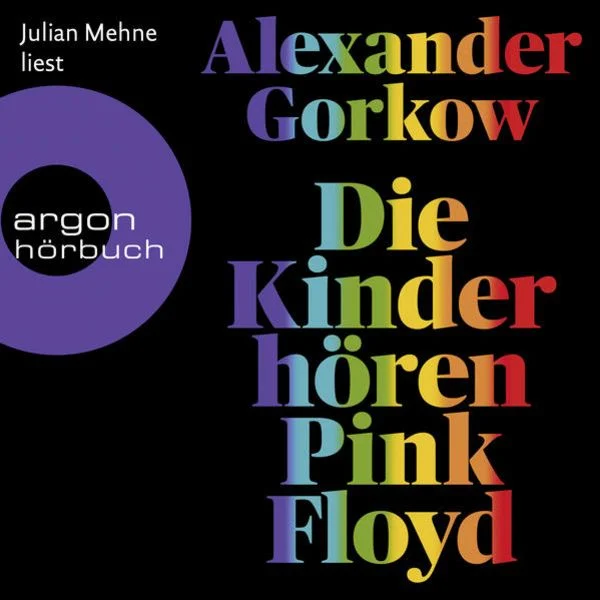 Julian Mehne
liest
argon
hörbuch
Alexander
Gorkow
Die
Kinder
hören
Pink
Floyd